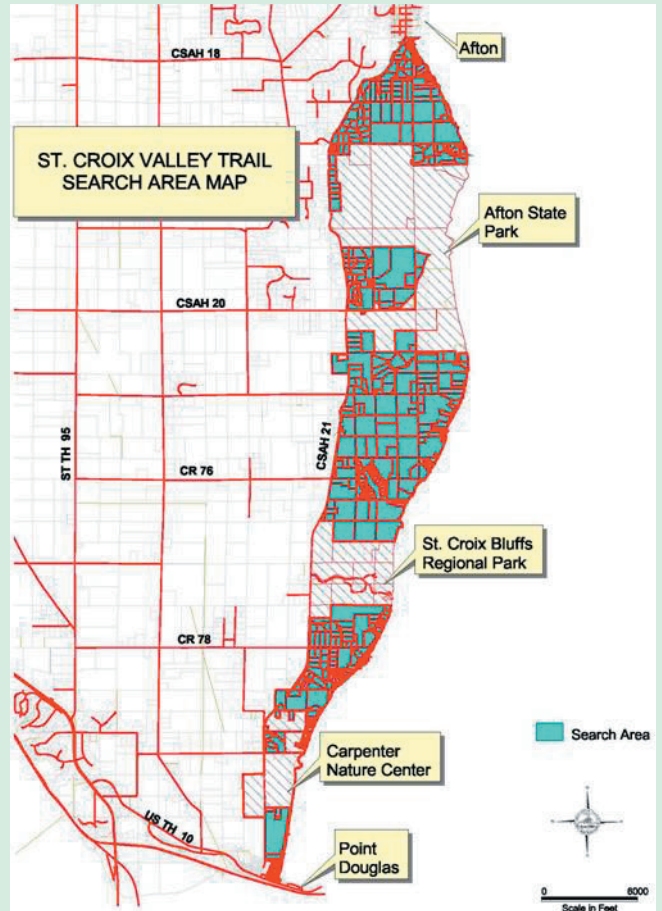 CSAH 18
Afton
ST. CROIX VALLEY TRAIL
SEARCH AREA MAP
Afton State
Park
CSAH 20
ST TH 95
CSAH 21
CR 76
St. Croix Bluffs
Regional Park
CR 78
Search Area
Carpenter
Nature Center
US TH 10
Point
Douglas
0 6000
Scale in Feet